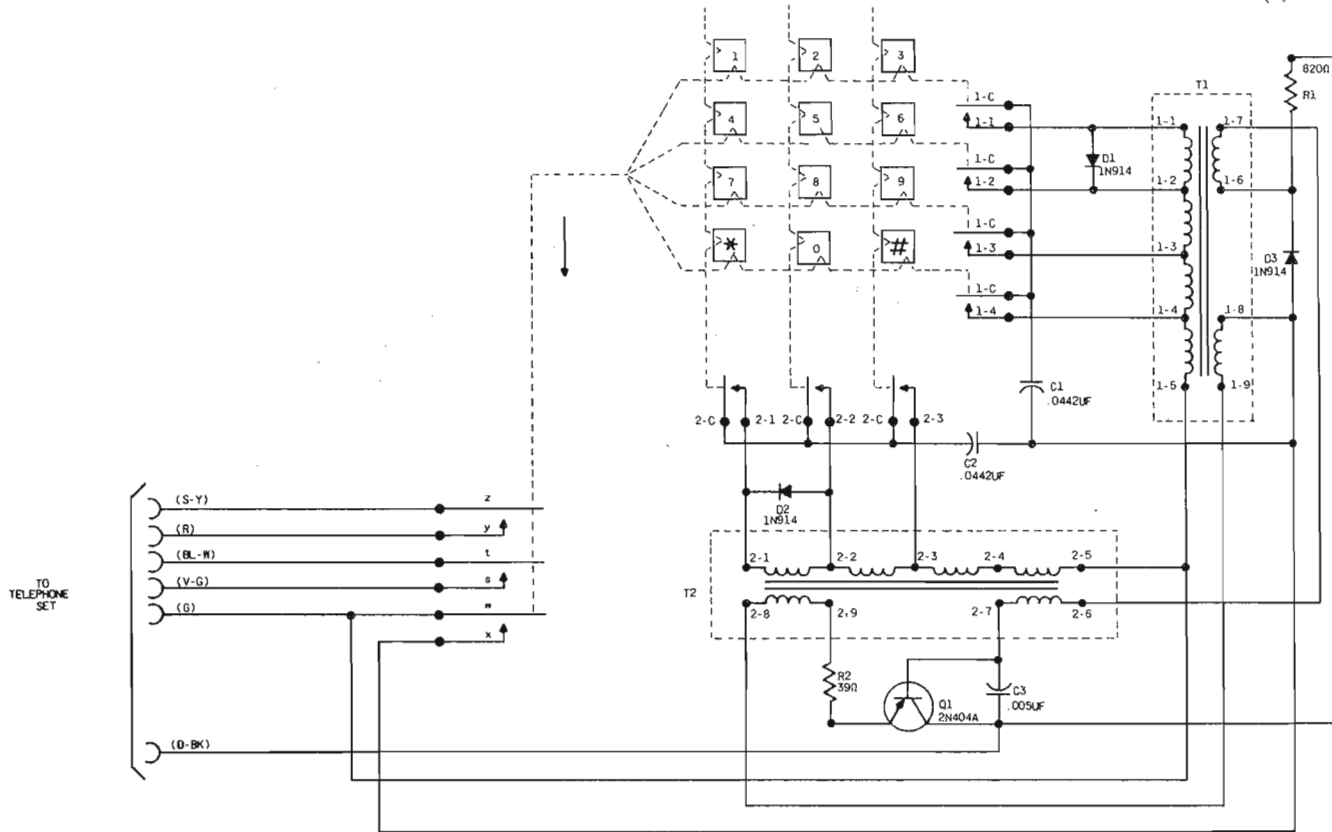 1 2 3
820Ω
R1
T1
4 5 6
1-C
1-1
1-1
1-7
D1
1N914
1-C
7 8 9
1-2
1-2
1-6
* 0 #
1-C
1-3
1-3
D3
1N914
1-C
1-4
1-4
1-8
1-5
1-9
C1
.0442UF
2-C 2-1 2-C 2-2 2-C 2-3
C2
.0442UF
D2
1N914
TO
TELEPHONE
SET
(S-Y) z
(R) y
(BL-W) t
(V-G) s
(G)
x
(O-BK)
T2
2-1 2-2 2-3 2-4 2-5
2-8 2-9 2-7 2-6
R2
39Ω
Q1
2N404A
C3
.005UF